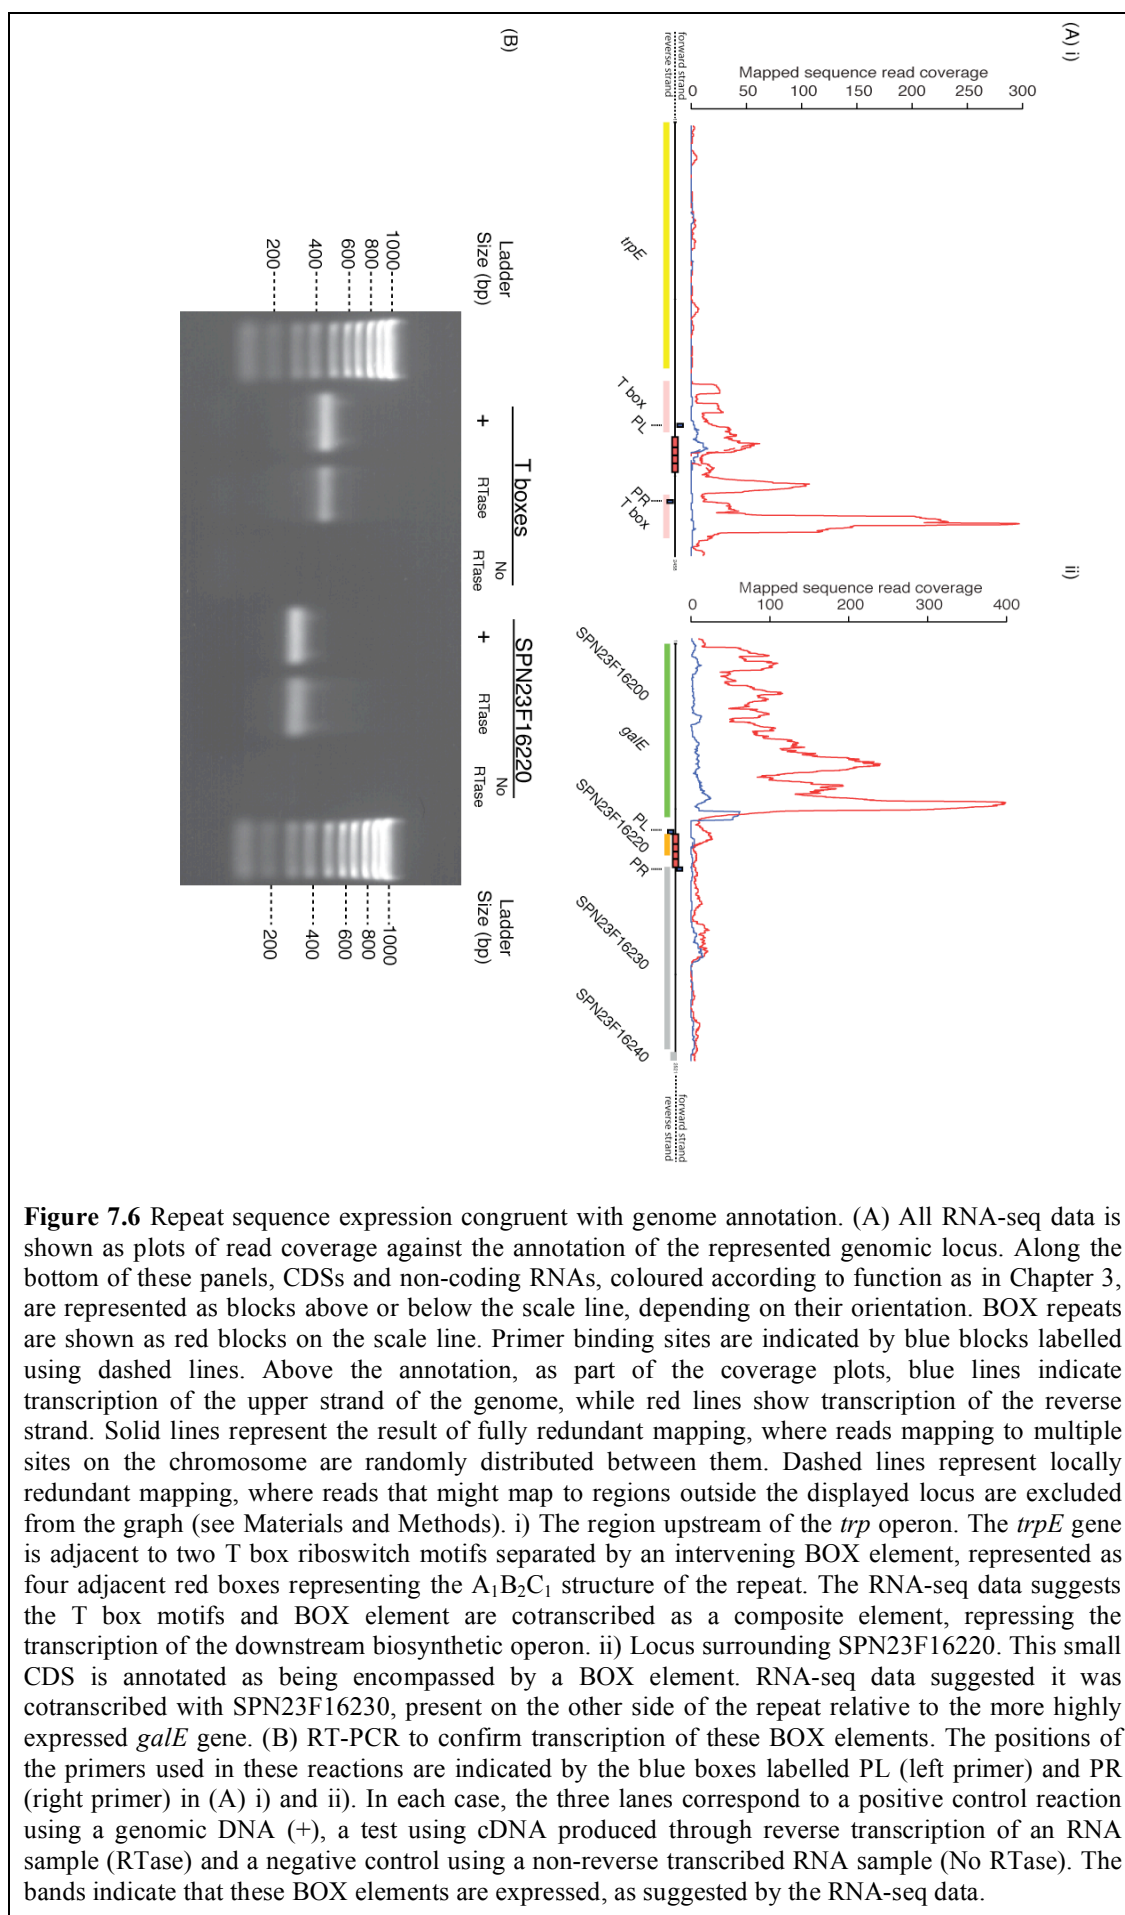 (A) i)
Mapped sequence read coverage
0 50 100 150 200 250 300
forward strand
reverse strand
trpE
T box
PL
PR
T box
ii)
Mapped sequence read coverage
0 100 200 300 400
SPN23F16200
galE
SPN23F16220
PL
PR
SPN23F16230
SPN23F16240
forward strand
reverse strand
(B)
Ladder
Size (bp)
1000
800
600
400
200
T boxes
+
RTase
No
RTase
SPN23F16220
+
RTase
No
RTase
Ladder
Size (bp)
1000
800
600
400
200
Figure 7.6 Repeat sequence expression congruent with genome annotation. (A) All RNA-seq data is
shown as plots of read coverage against the annotation of the represented genomic locus. Along the
bottom of these panels, CDSs and non-coding RNAs, coloured according to function as in Chapter 3,
are represented as blocks above or below the scale line, depending on their orientation. BOX repeats
are shown as red blocks on the scale line. Primer binding sites are indicated by blue blocks labelled
using dashed lines. Above the annotation, as part of the coverage plots, blue lines indicate
transcription of the upper strand of the genome, while red lines show transcription of the reverse
strand. Solid lines represent the result of fully redundant mapping, where reads mapping to multiple
sites on the chromosome are randomly distributed between them. Dashed lines represent locally
redundant mapping, where reads that might map to regions outside the displayed locus are excluded
from the graph (see Materials and Methods). i) The region upstream of the trp operon. The trpE gene
is adjacent to two T box riboswitch motifs separated by an intervening BOX element, represented as
four adjacent red boxes representing the A₁B₂C₁ structure of the repeat. The RNA-seq data suggests
the T box motifs and BOX element are cotranscribed as a composite element, repressing the
transcription of the downstream biosynthetic operon. ii) Locus surrounding SPN23F16220. This small
CDS is annotated as being encompassed by a BOX element. RNA-seq data suggested it was
cotranscribed with SPN23F16230, present on the other side of the repeat relative to the more highly
expressed galE gene. (B) RT-PCR to confirm transcription of these BOX elements. The positions of
the primers used in these reactions are indicated by the blue boxes labelled PL (left primer) and PR
(right primer) in (A) i) and ii). In each case, the three lanes correspond to a positive control reaction
using a genomic DNA (+), a test using cDNA produced through reverse transcription of an RNA
sample (RTase) and a negative control using a non-reverse transcribed RNA sample (No RTase). The
bands indicate that these BOX elements are expressed, as suggested by the RNA-seq data.